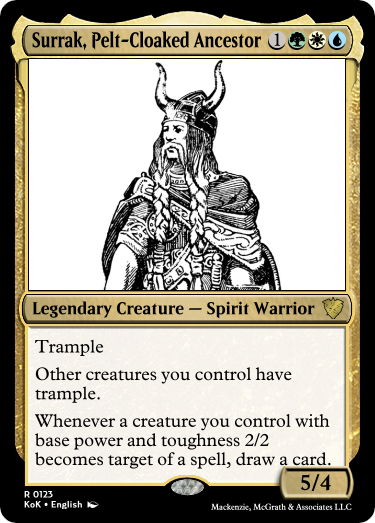 Surrak, Pelt-Cloaked Ancestor 1
Legendary Creature — Spirit Warrior
Trample
Other creatures you control have
trample.
Whenever a creature you control with
base power and toughness 2/2
becomes target of a spell, draw a card.
5/4
R 0123
KoK • English
Mackenzie, McGrath & Associates LLC